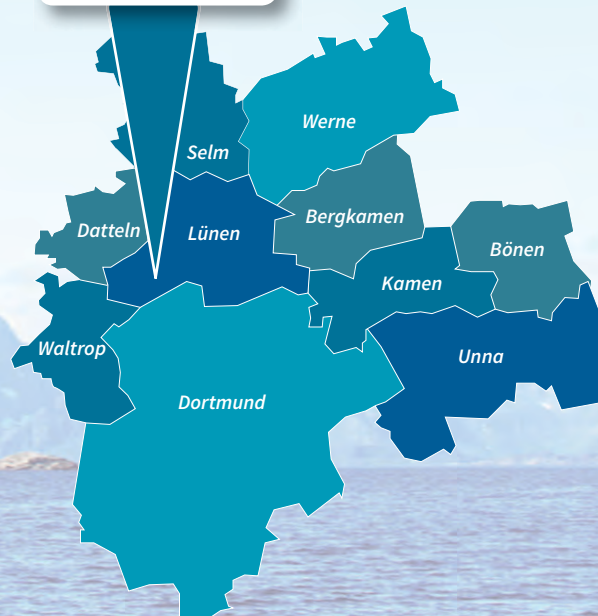 Werne
Selm
Bergkamen
Datteln
Lünen
Bönen
Kamen
Waltrop
Unna
Dortmund